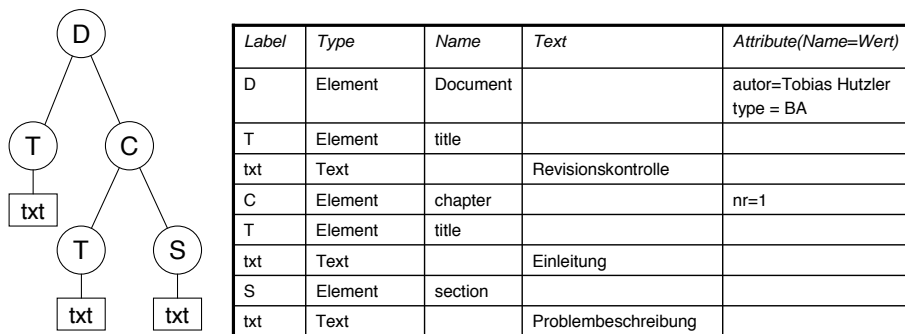 D
T
C
txt
T
S
txt
txt
Label Type Name Text Attribute(Name=Wert)
D Element Document autor=Tobias Hutzler
type = BA
T Element title
txt Text Revisionskontrolle
C Element chapter nr=1
T Element title
txt Text Einleitung
S Element section
txt Text Problembeschreibung